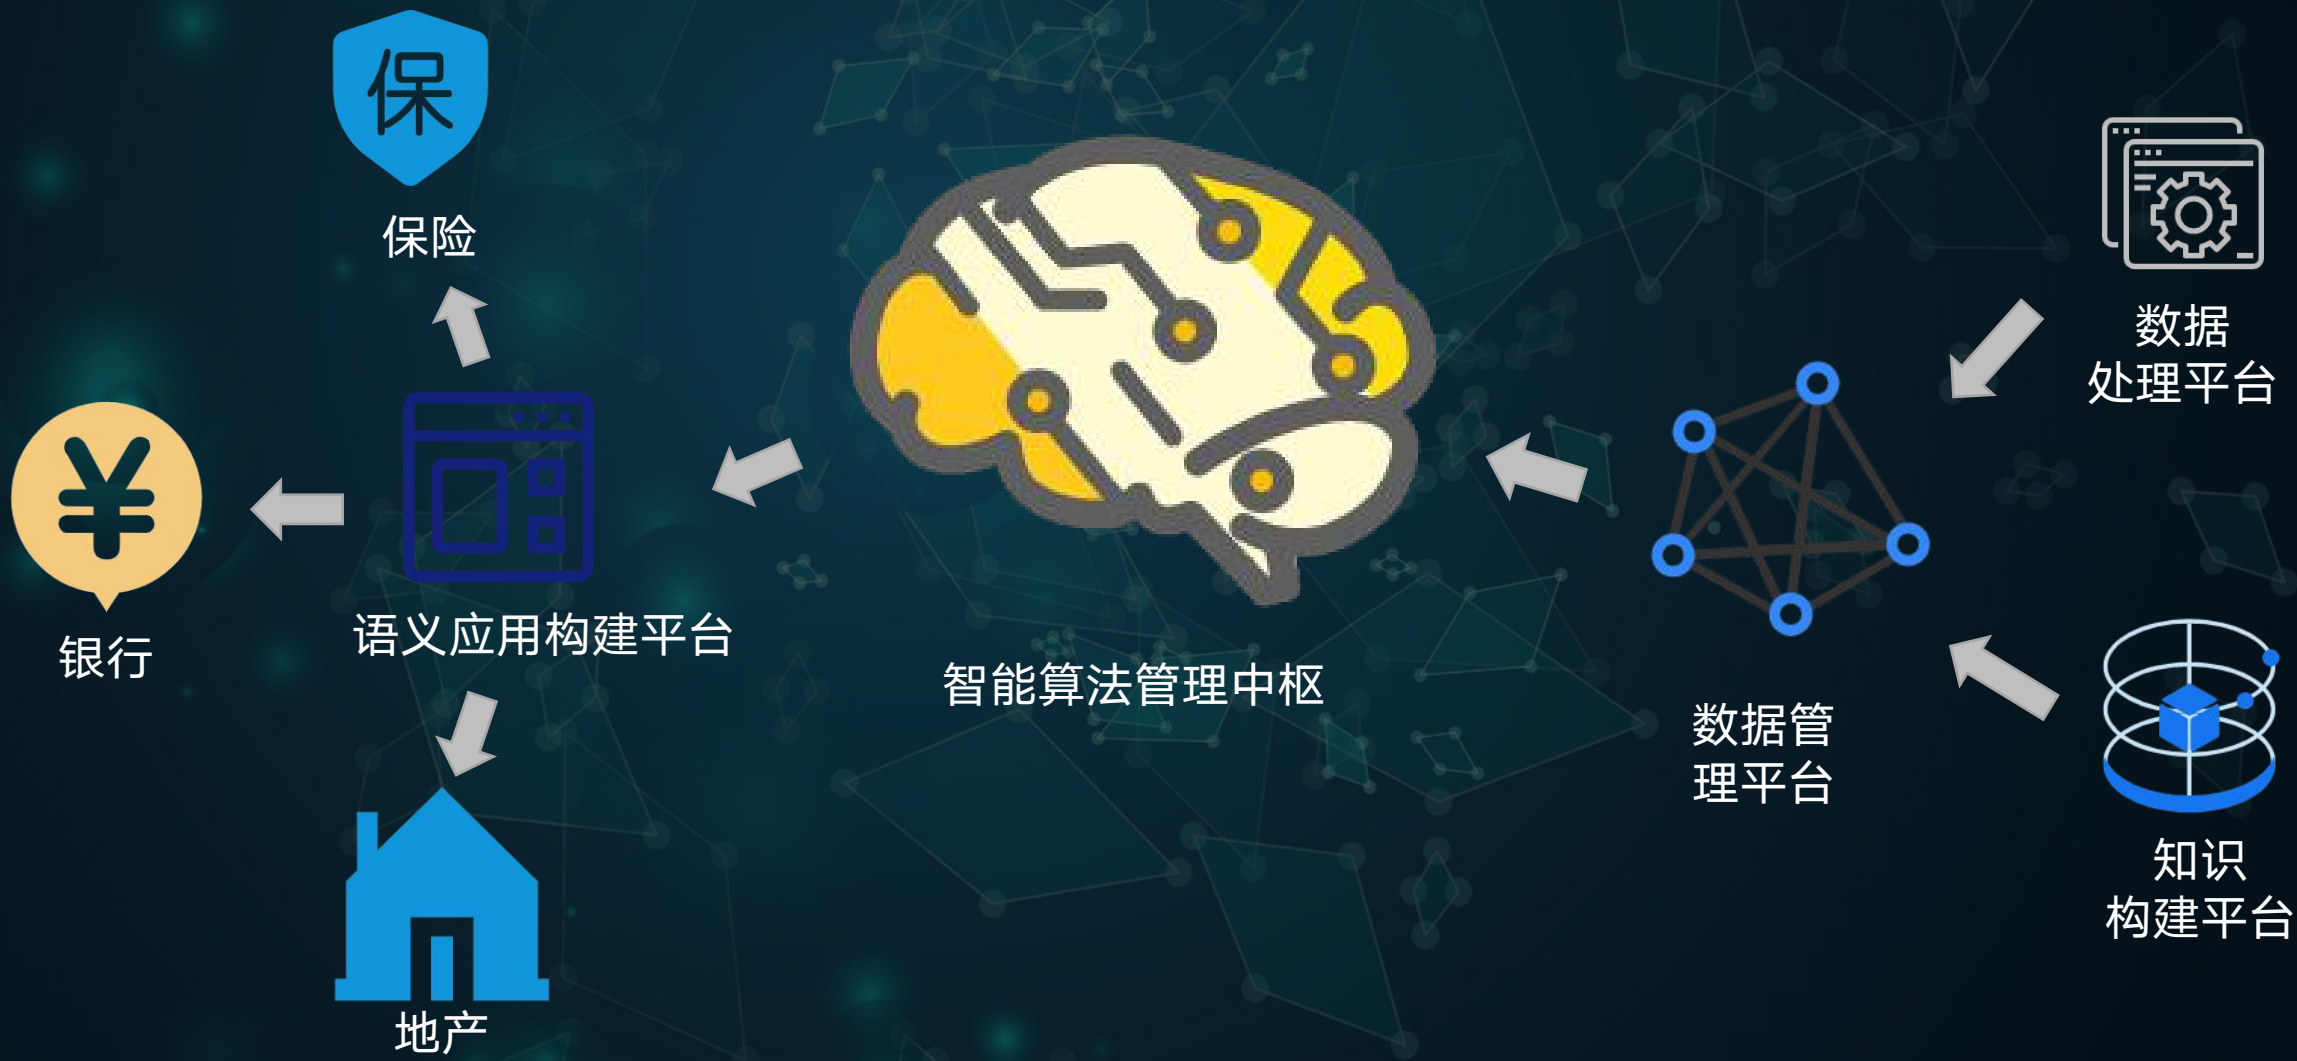 保
保险
¥
银行
语义应用构建平台
地产
智能算法管理中枢
数据管
理平台
数据
处理平台
知识
构建平台